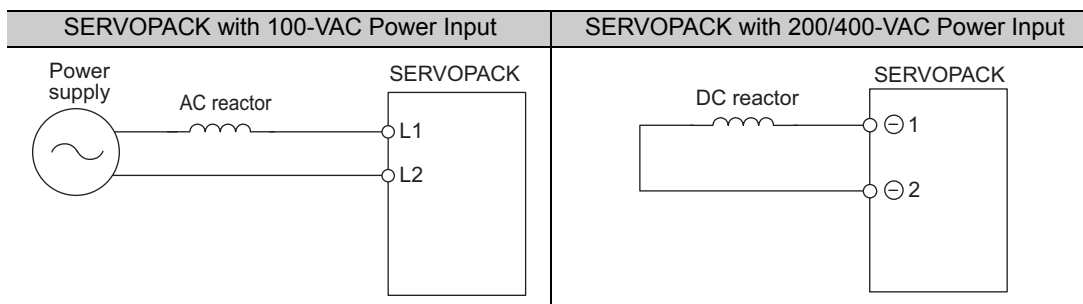 SERVOPACK with 100-VAC Power Input
SERVOPACK with 200/400-VAC Power Input
Power
supply
AC reactor
SERVOPACK
L1
L2
DC reactor
SERVOPACK
⊖ 1
⊖ 2